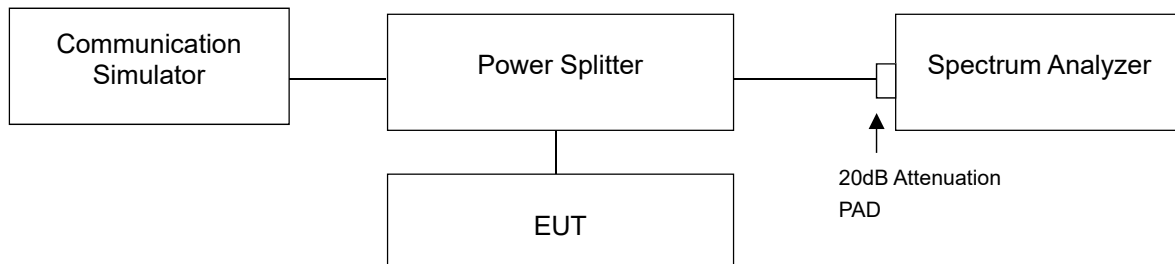 Communication
Simulator
Power Splitter
Spectrum Analyzer
20dB Attenuation
PAD
EUT